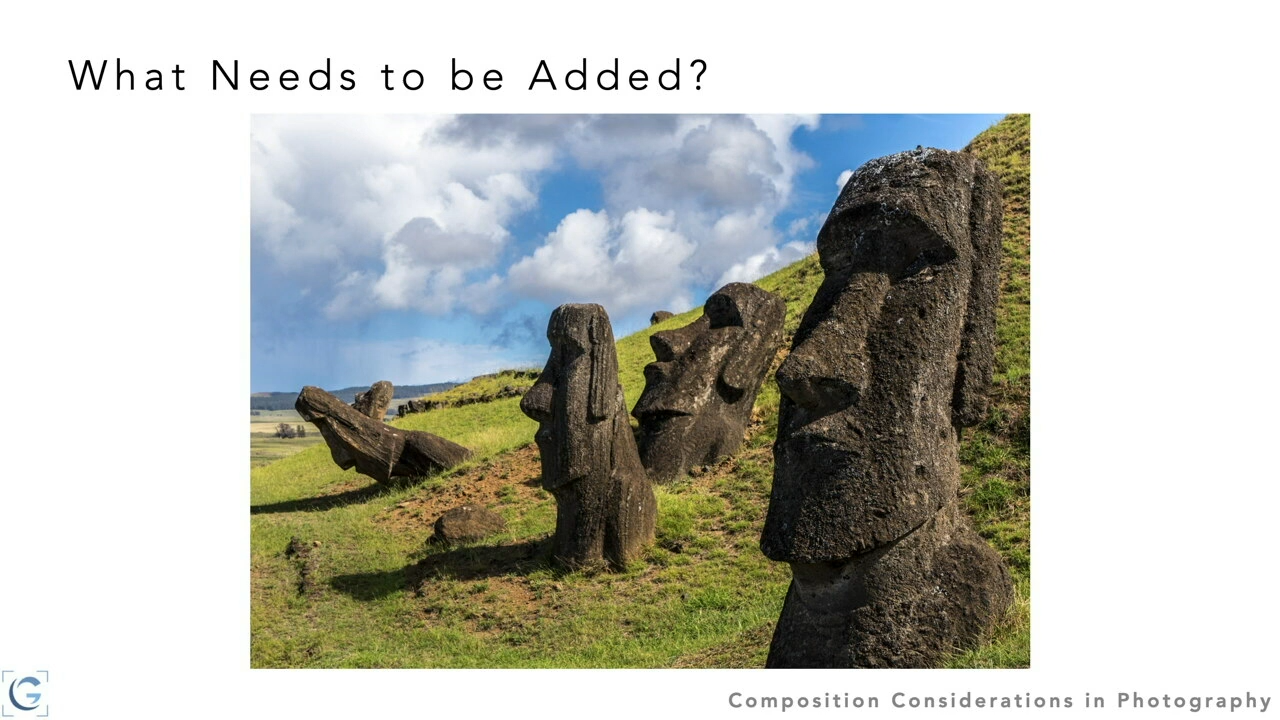 What Needs to be Added?
G
Composition Considerations in Photography